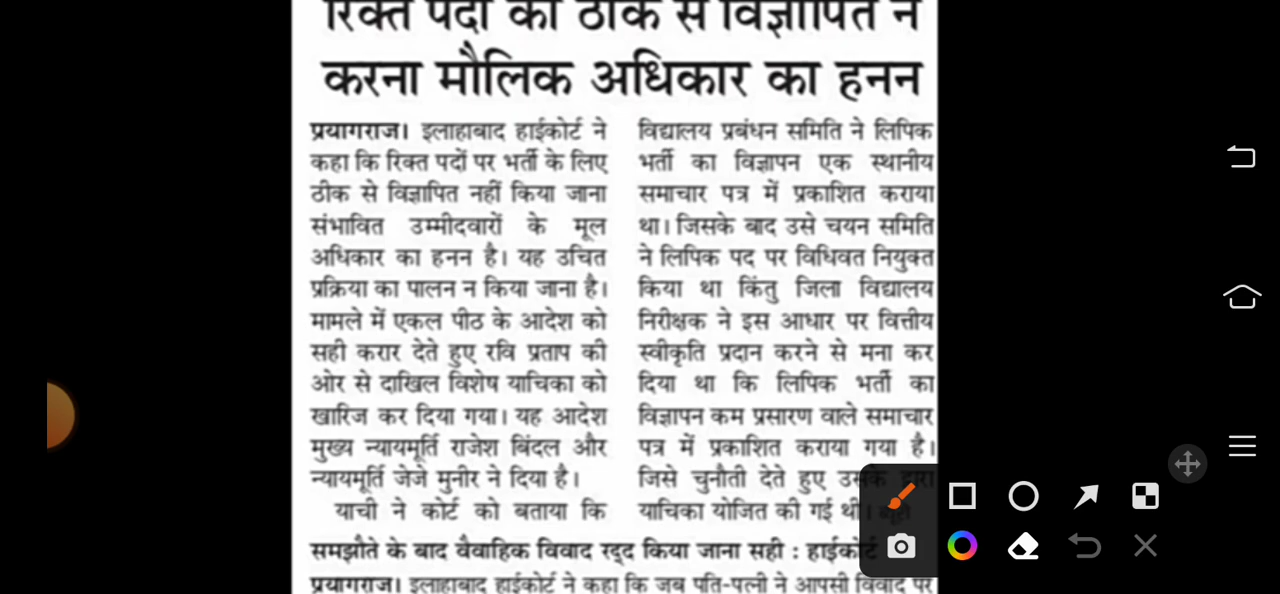 रिक्त पदों को ठीक से विज्ञापित न
करना मौलिक अधिकार का हनन
प्रयागराज। इलाहाबाद हाईकोर्ट ने
कहा कि रिक्त पदों पर भर्ती के लिए
ठीक से विज्ञापित नहीं किया जाना
संभावित उम्मीदवारों के मूल
अधिकार का हनन है। यह उचित
प्रक्रिया का पालन न किया जाना है।
मामले में एकल पीठ के आदेश को
सही करार देते हुए रवि प्रताप की
ओर से दाखिल विशेष याचिका को
खारिज कर दिया गया। यह आदेश
मुख्य न्यायमूर्ति राजेश बिंदल और
न्यायमूर्ति जेजे मुनीर ने दिया है।
याची ने कोर्ट को बताया कि
विद्यालय प्रबंधन समिति ने लिपिक
भर्ती का विज्ञापन एक स्थानीय
समाचार पत्र में प्रकाशित कराया
था। जिसके बाद उसे चयन समिति
ने लिपिक पद पर विधिवत नियुक्त
किया था किंतु जिला विद्यालय
निरीक्षक ने इस आधार पर वित्तीय
स्वीकृति प्रदान करने से मना कर
दिया था कि लिपिक भर्ती का
विज्ञापन कम प्रसारण वाले समाचार
पत्र में प्रकाशित कराया गया है।
जिसे चुनौती देते हुए उसके द्वारा
याचिका योजित की गई थी। ब्यूरो
समझौते के बाद वैवाहिक विवाद रद्द किया जाना सही : हाईकोर्ट
प्रयागराज। इलाहाबाद हाईकोर्ट ने कहा कि जब पति-पत्नी ने आपसी विवाद पर